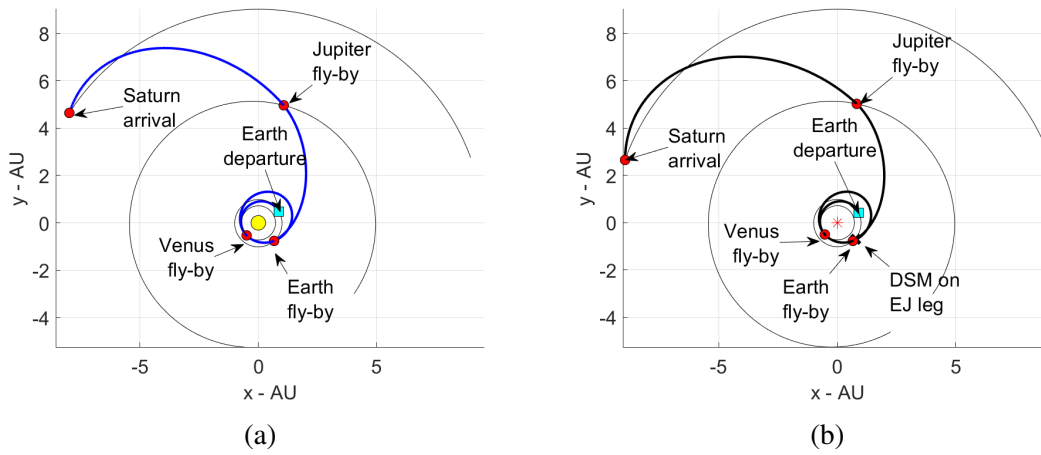 8
6
4
2
0
-2
-4
y - AU
-5
0
5
x - AU
Jupiter
fly-by
Saturn
arrival
Earth
departure
Venus
fly-by
Earth
fly-by
(a)
8
6
4
2
0
-2
-4
y - AU
-5
0
5
x - AU
Jupiter
fly-by
Earth
departure
Saturn
arrival
Venus
fly-by
Earth
fly-by
DSM on
EJ leg
(b)